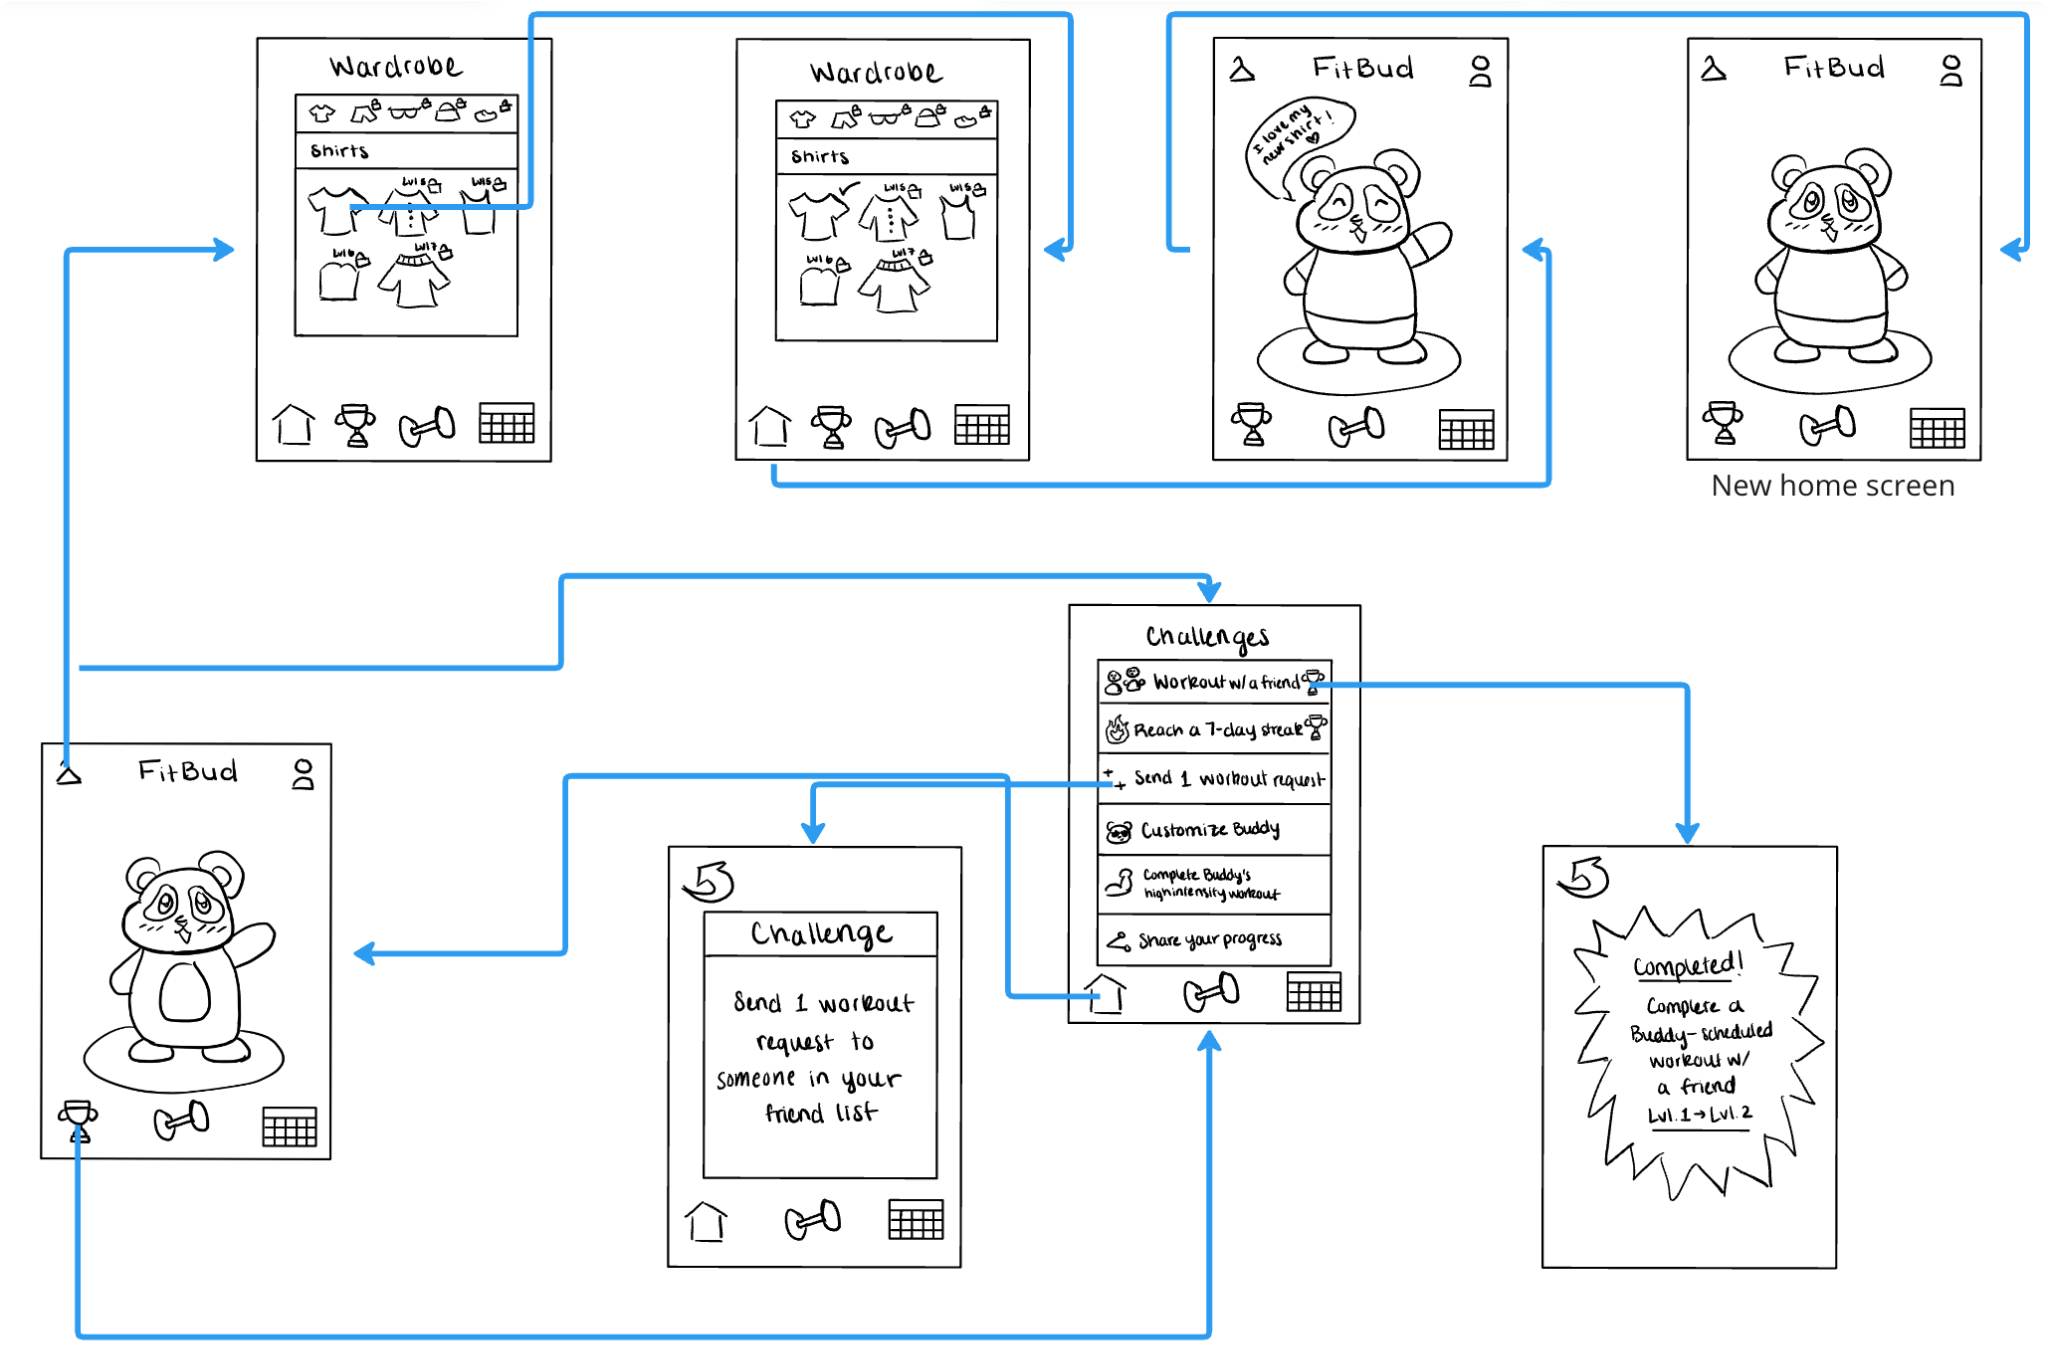 Wardrobe
Shirts
Lvl5
Lvl5
Lvl6
Lvl7
Wardrobe
Shirts
Lvl5
Lvl5
Lvl6
Lvl7
FitBud
I love my
new shirt!
FitBud
New home screen
Challenges
Workout w/ a friend
Reach a 7-day streak
Send 1 workout request
Customize Buddy
Complete Buddy's
high intensity workout
Share your progress
FitBud
Challenge
Send 1 workout
request to
someone in your
friend list
Completed!
Complete a
Buddy-scheduled
workout w/
a friend
Lvl. 1→Lvl. 2